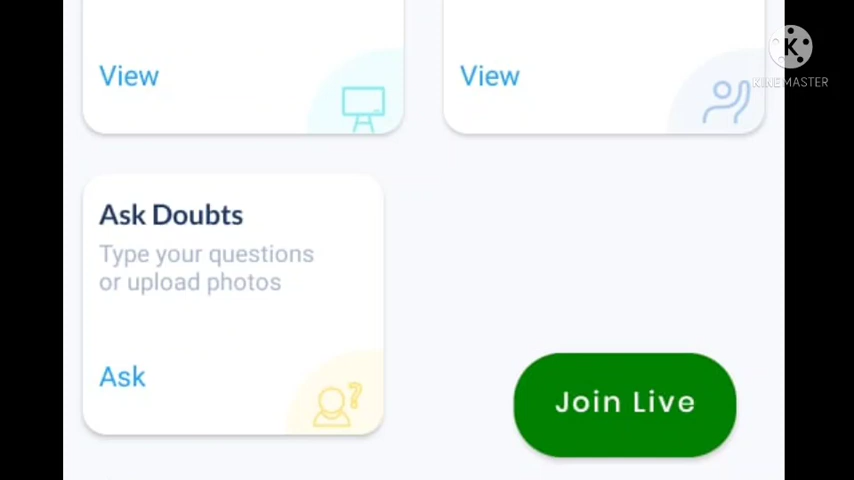 View
View
K
KINEMASTER
Ask Doubts
Type your questions
or upload photos
Ask
?
Join Live